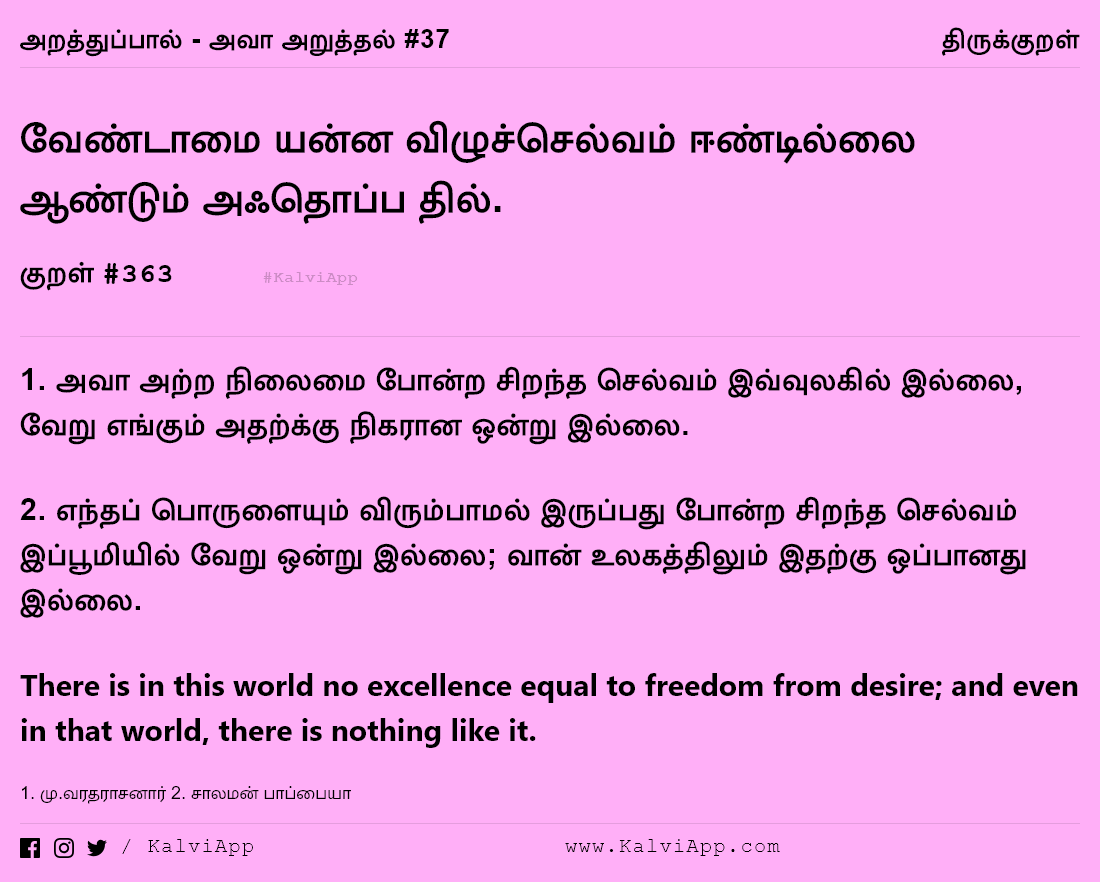 அறத்துப்பால் - அவா அறுத்தல் #37 திருக்குறள்
வேண்டாமை யன்ன விழுச்செல்வம் ஈண்டில்லை
ஆண்டும் அஃதொப்ப தில்.
குறள் #363 #KalviApp
1. அவா அற்ற நிலைமை போன்ற சிறந்த செல்வம் இவ்வுலகில் இல்லை,
வேறு எங்கும் அதற்க்கு நிகரான ஒன்று இல்லை.
2. எந்தப் பொருளையும் விரும்பாமல் இருப்பது போன்ற சிறந்த செல்வம்
இப்பூமியில் வேறு ஒன்று இல்லை; வான் உலகத்திலும் இதற்கு ஒப்பானது
இல்லை.
There is in this world no excellence equal to freedom from desire; and even
in that world, there is nothing like it.
1. மு.வரதராசனார் 2. சாலமன் பாப்பையா
/ KalviApp www.KalviApp.com